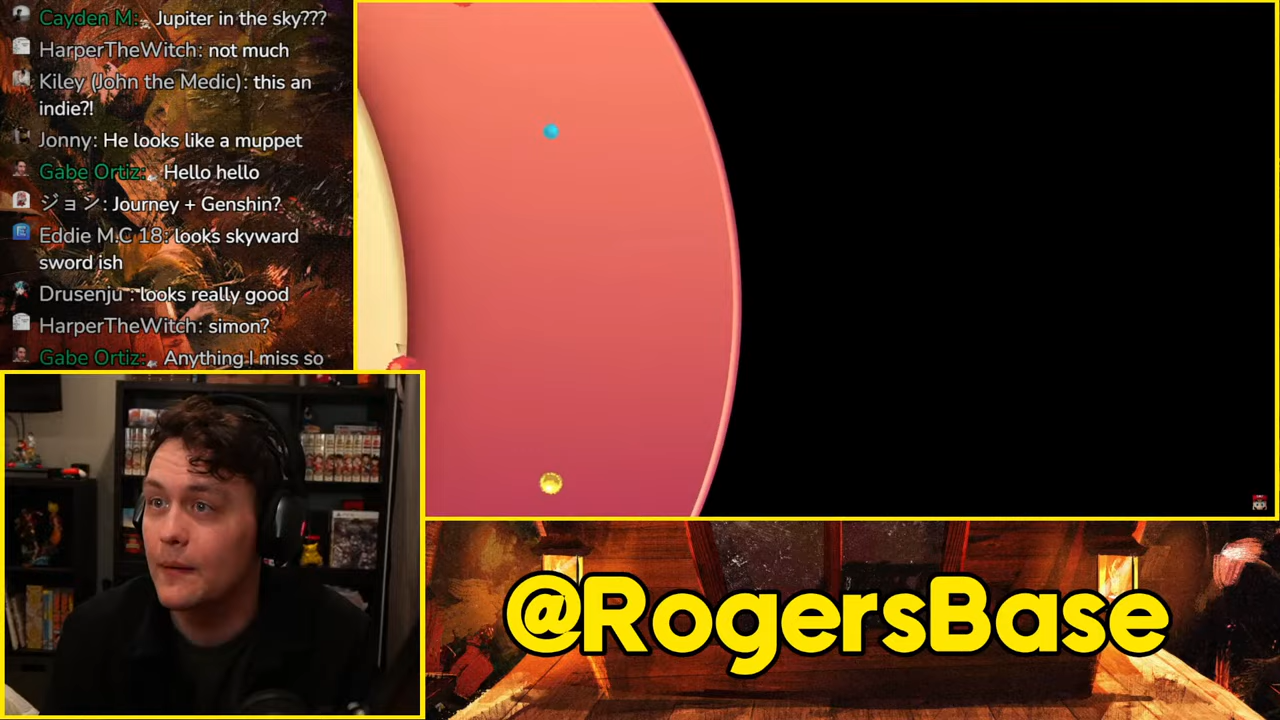 Cayden M: Jupiter in the sky???
HarperTheWitch: not much
Kiley (John the Medic): this an
indie?!
Jonny: He looks like a muppet
Gabe Ortiz: Hello hello
ジョン: Journey + Genshin?
Eddie M.C 18: looks skyward
sword ish
Drusenju : looks really good
HarperTheWitch: simon?
Gabe Ortiz: Anything I miss so
@RogersBase